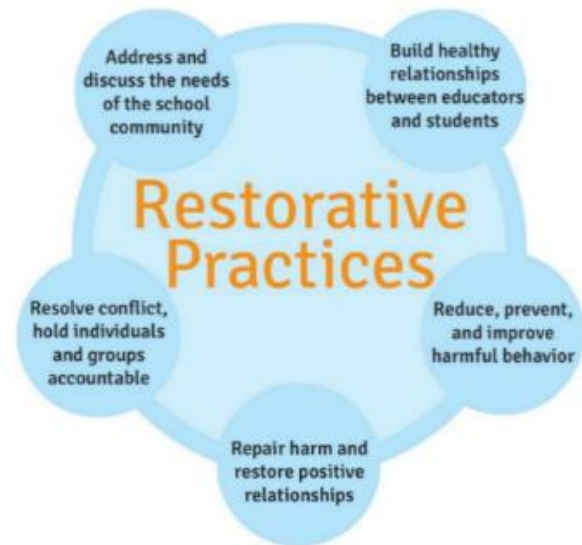 Address and
discuss the needs
of the school
community
Build healthy
relationships
between educators
and students
Restorative
Practices
Resolve conflict,
hold individuals
and groups
accountable
Reduce, prevent,
and improve
harmful behavior
Repair harm and
restore positive
relationships